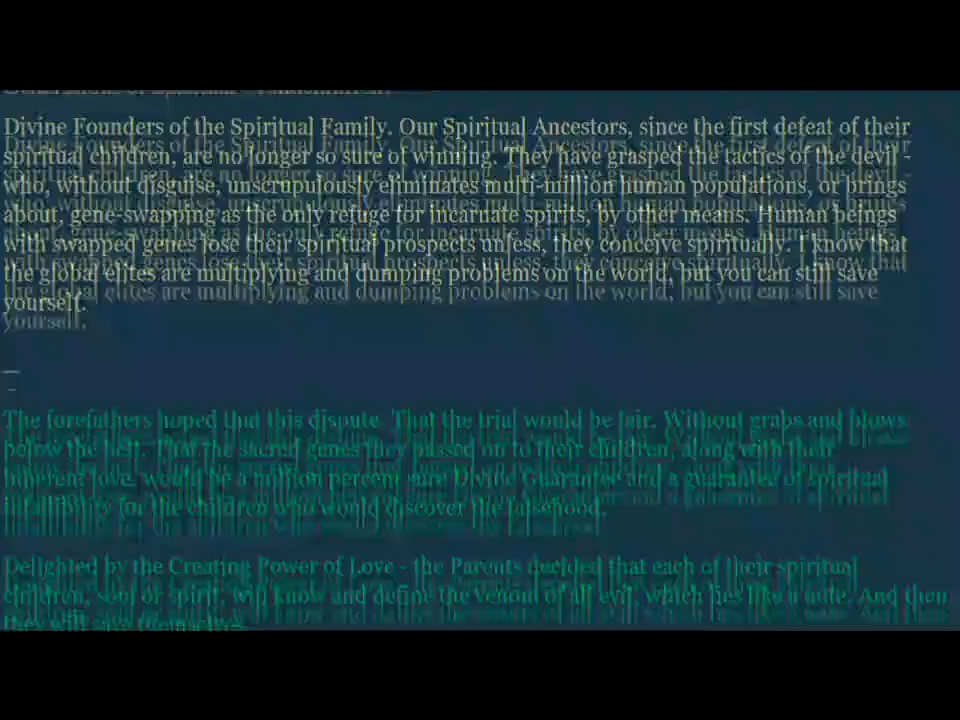 Divine Founders of the Spiritual Family. Our Spiritual Ancestors, since the first defeat of their
spiritual children, are no longer so sure of winning. They have grasped the tactics of the devil -
who, without disguise, unscrupulously eliminates multi-million human populations, or brings
about, gene-swapping as the only refuge for incarnate spirits, by other means. Human beings
with swapped genes lose their spiritual prospects unless, they conceive spiritually. I know that
the global elites are multiplying and dumping problems on the world, but you can still save
yourself.
The forefathers hoped that this dispute. That the trial would be fair. Without grabs and blows
below the belt. That the sacred genes they passed on to their children, along with their
inherent love, would be a million percent sure Divine Guarantee and a guarantee of spiritual
infallibility for the children who would discover the falsehood.
Delighted by the Creating Power of Love - the Parents decided that each of their spiritual
children, soul or spirit, will know and define the venom of all evil, which lies like a mute. And then
they will save themselves